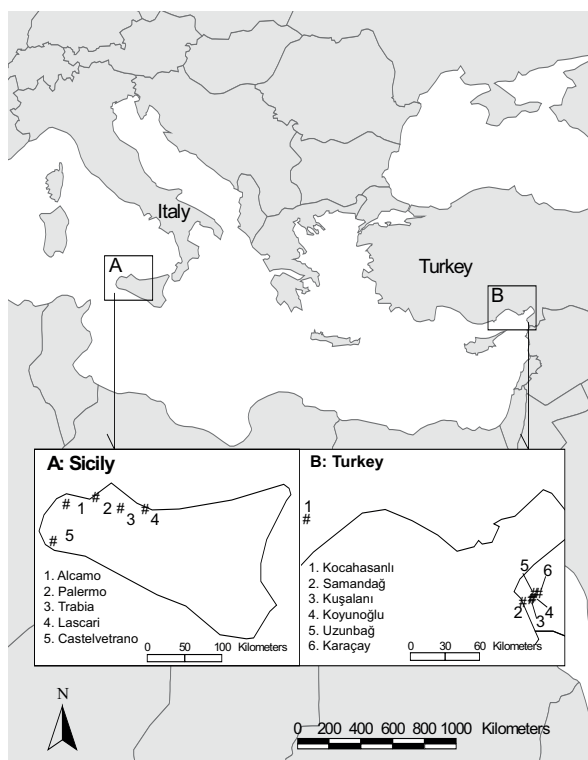 Italy
A
Turkey
B
A: Sicily
1
2
3
4
5
1. Alcamo
2. Palermo
3. Trabia
4. Lascari
5. Castelvetrano
0 50 100 Kilometers
B: Turkey
1
5
6
2
4
3
1. Kocahasanlı
2. Samandağ
3. Kuşalanı
4. Koyunoğlu
5. Uzunbağ
6. Karaçay
0 30 60 Kilometers
N
0 200 400 600 800 1000 Kilometers